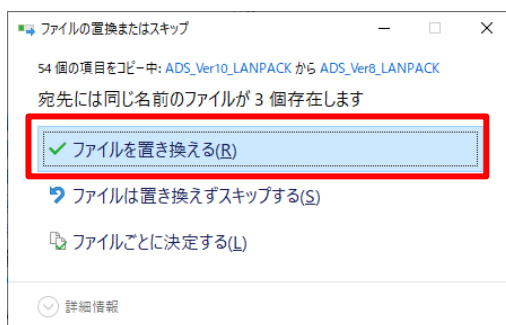 ファイルの置換またはスキップ
54 個の項目をコピー中: ADS_Ver10_LANPACK から ADS_Ver8_LANPACK
宛先には同じ名前のファイルが 3 個存在します
ファイルを置き換える(R)
ファイルは置き換えずスキップする(S)
ファイルごとに決定する(L)
詳細情報